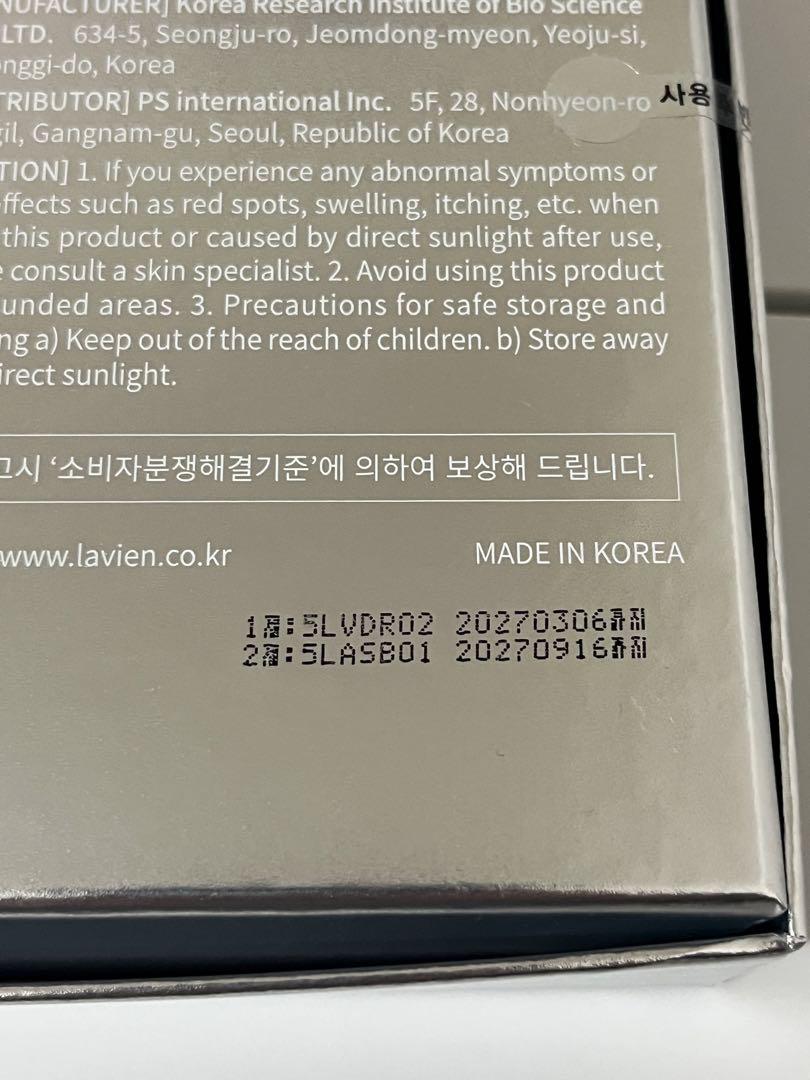 NUFACTURER] Korea Research Institute of Bio Science
LTD. 634-5, Seongju-ro, Jeomdong-myeon, Yeoju-si,
nggi-do, Korea
TRIBUTOR] PS international Inc. 5F, 28, Nonhyeon-ro
gil, Gangnam-gu, Seoul, Republic of Korea
사용
TION] 1. If you experience any abnormal symptoms or
effects such as red spots, swelling, itching, etc. when
this product or caused by direct sunlight after use,
e consult a skin specialist. 2. Avoid using this product
unded areas. 3. Precautions for safe storage and
ng a) Keep out of the reach of children. b) Store away
irect sunlight.
고시 '소비자분쟁해결기준'에 의하여 보상해 드립니다.
www.lavien.co.kr MADE IN KOREA
1제:5LVDR02 20270306까지
2제:5LASB01 20270916까지